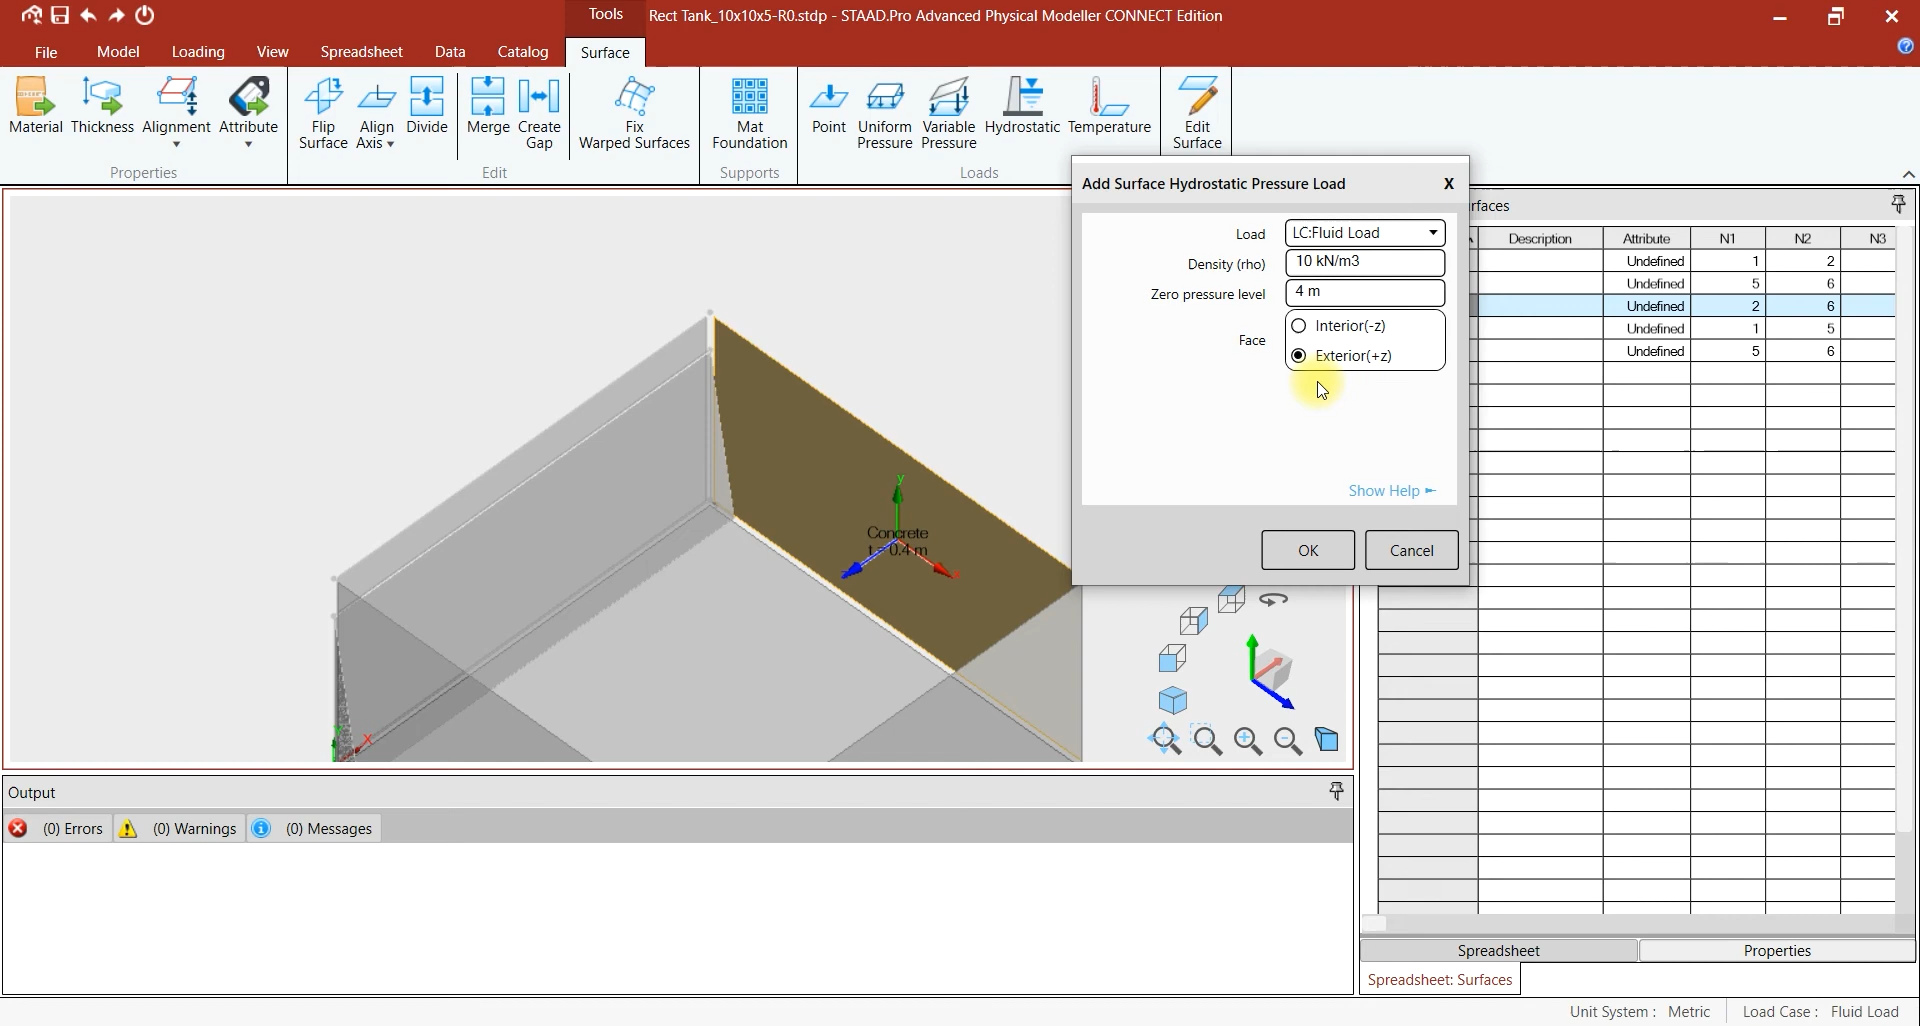 Tools
Rect Tank_10x10x5-R0.stdp - STAAD.Pro Advanced Physical Modeller CONNECT Edition
File Model Loading View Spreadsheet Data Catalog Surface
Material Thickness Alignment Attribute
Flip Surface
Align Axis
Divide
Merge
Create Gap
Fix Warped Surfaces
Mat Foundation
Point
Uniform Pressure
Variable Pressure
Hydrostatic
Temperature
Edit Surface
Properties Edit Supports Loads
Add Surface Hydrostatic Pressure Load X
Load LC:Fluid Load
Density (rho) 10 kN/m3
Zero pressure level 4 m
Face
Interior(-z)
Exterior(+z)
Show Help
OK Cancel
rfaces
Description Attribute N1 N2 N3
Undefined 1 2
Undefined 5 6
Undefined 2 6
Undefined 1 5
Undefined 5 6
y
Concrete
t = 0.4 m
X
Output
(0) Errors (0) Warnings (0) Messages
Spreadsheet Properties
Spreadsheet: Surfaces
Unit System : Metric Load Case : Fluid Load